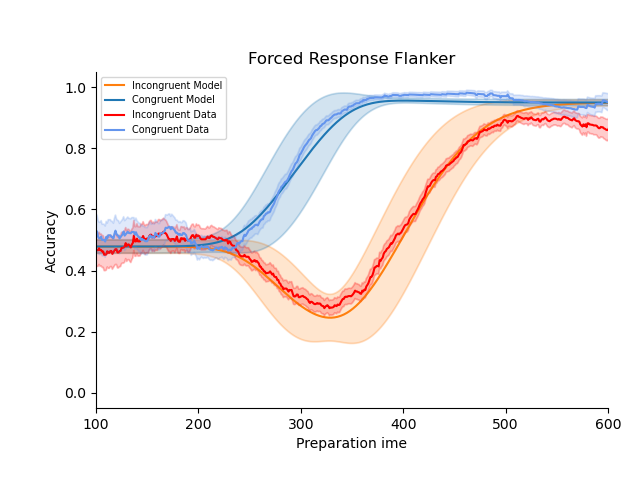 Forced Response Flanker
Incongruent Model
Congruent Model
Incongruent Data
Congruent Data
Accuracy
1.0
0.8
0.6
0.4
0.2
0.0
100
200
300
400
500
600
Preparation ime